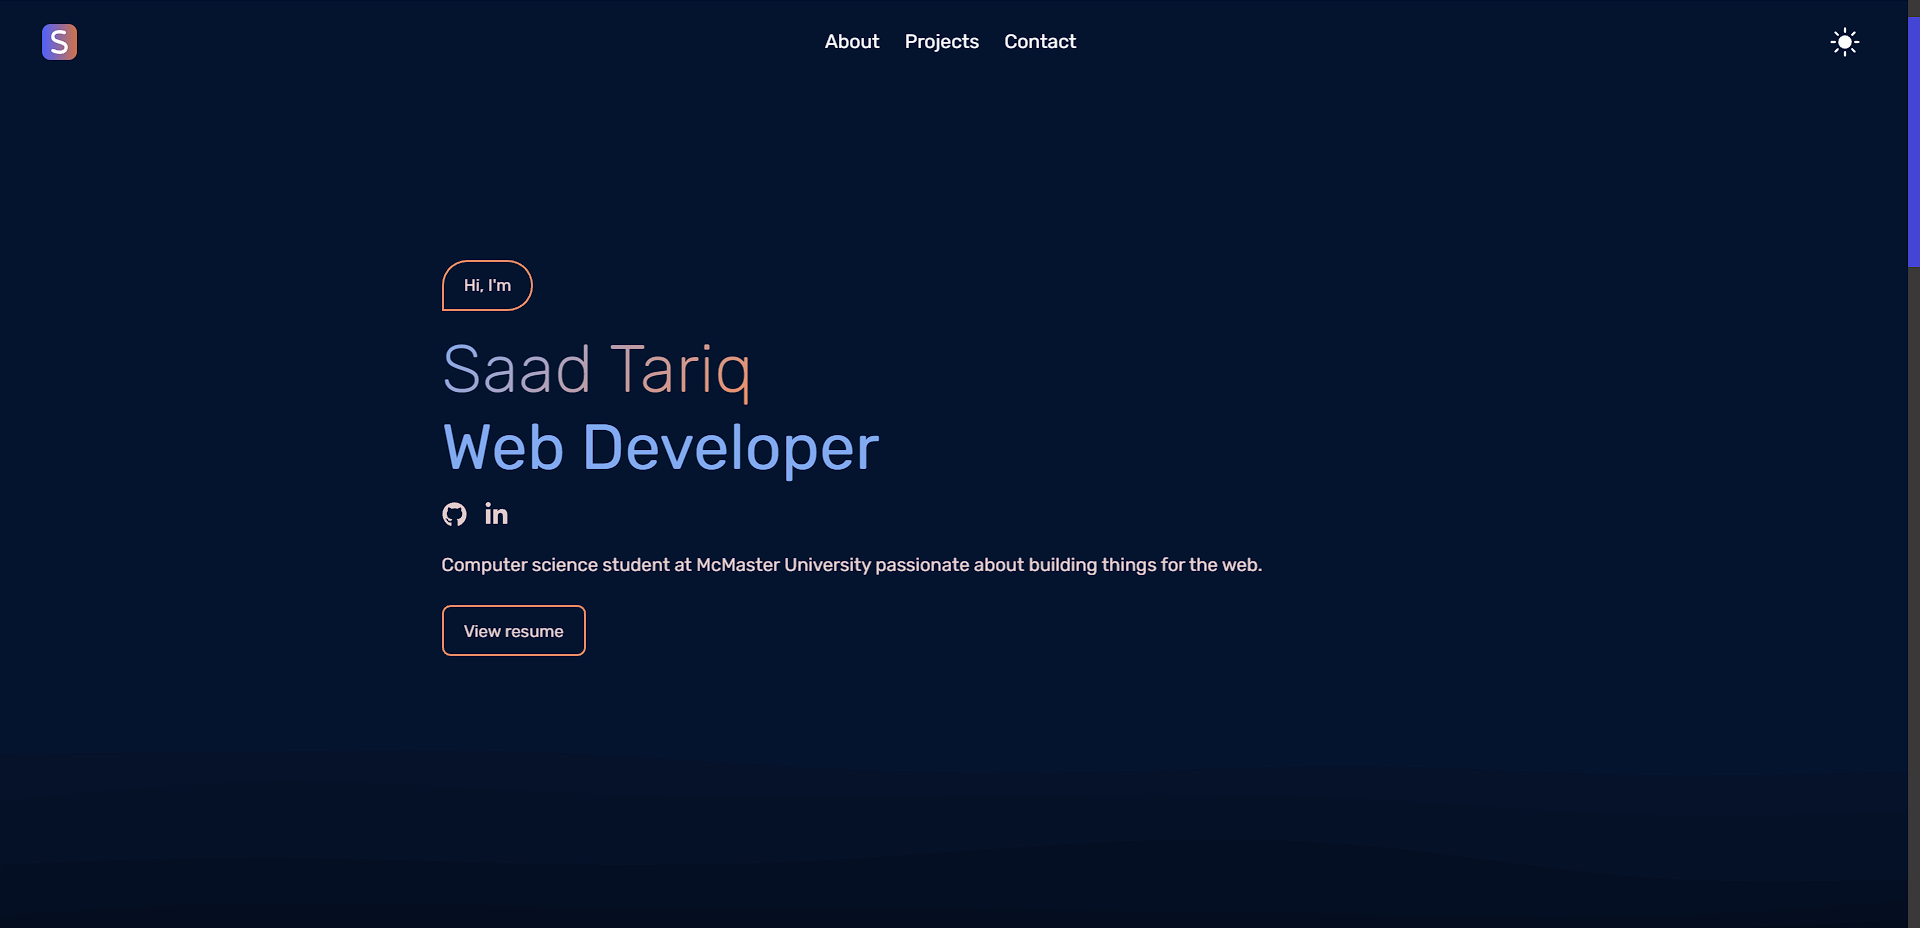 S
About Projects Contact
Hi, I'm
Saad Tariq
Web Developer
in
Computer science student at McMaster University passionate about building things for the web.
View resume